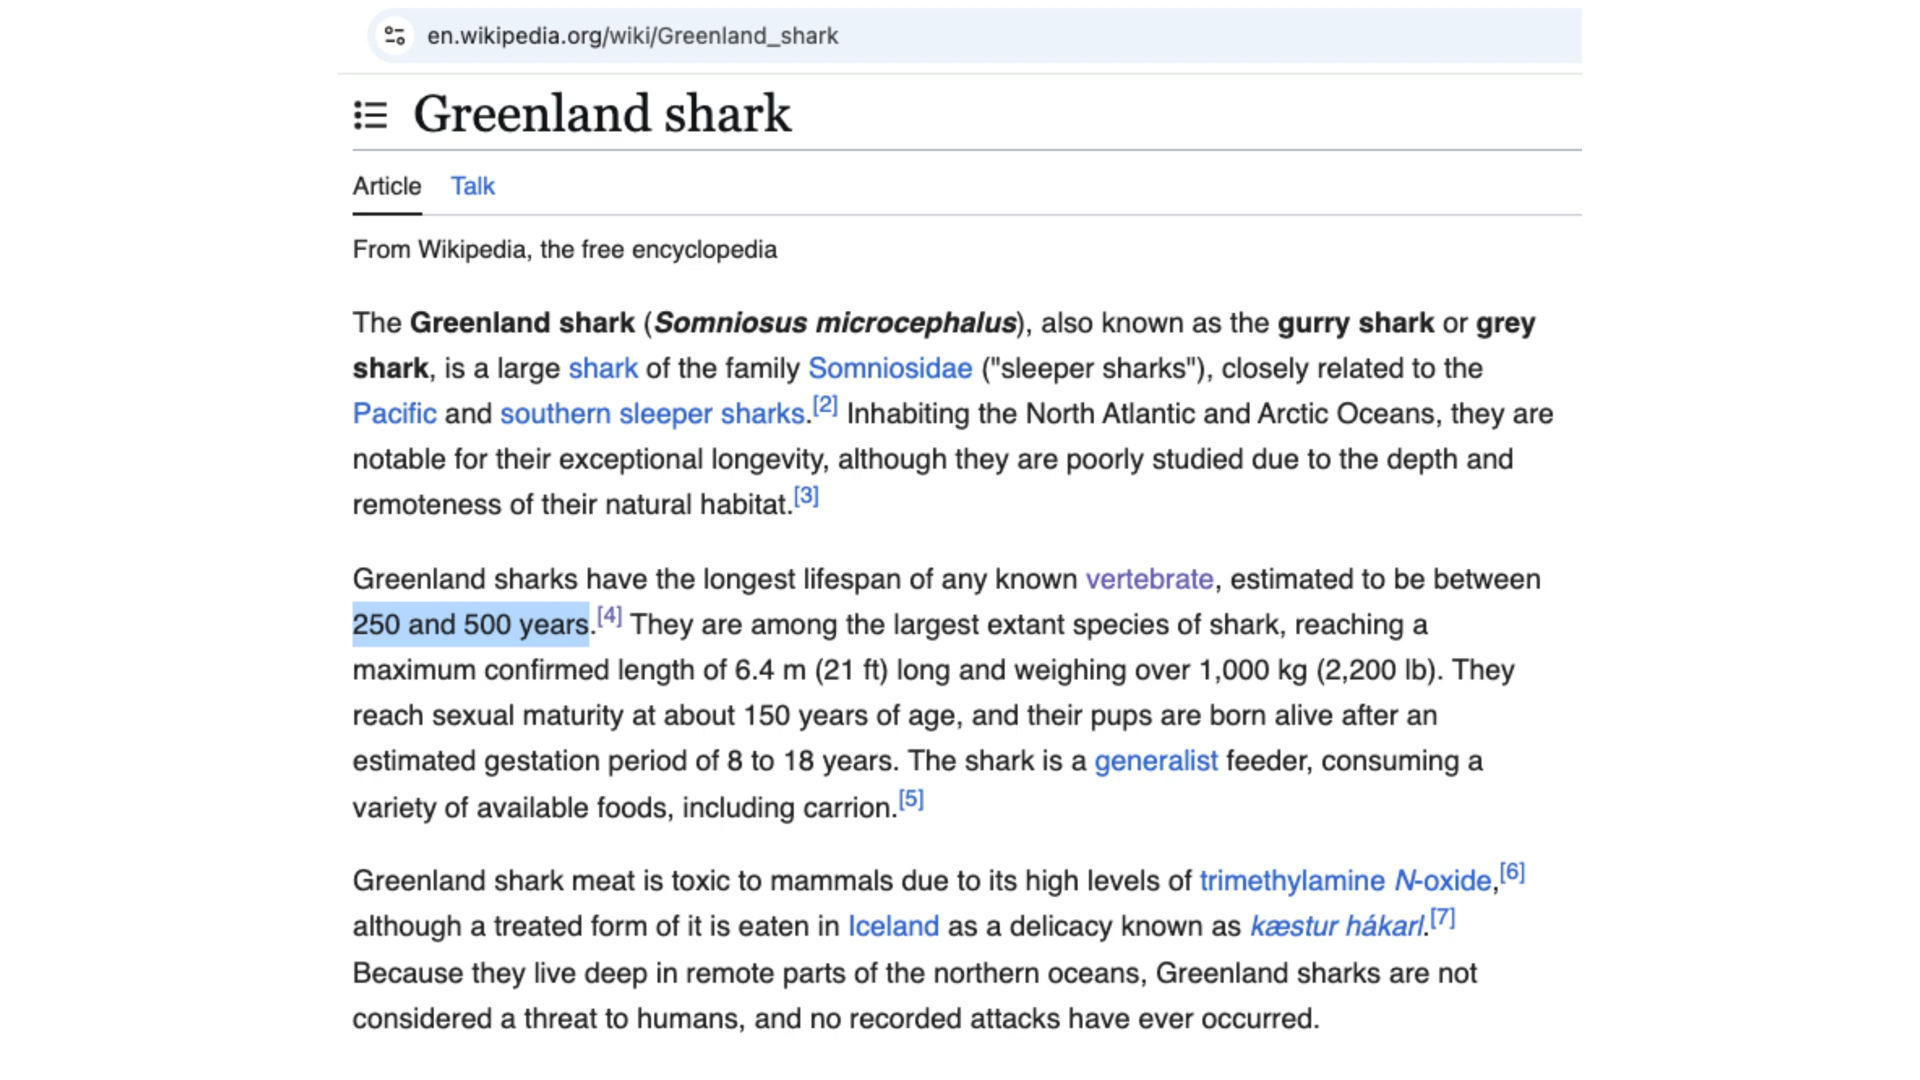 en.wikipedia.org/wiki/Greenland_shark
Greenland shark
Article Talk
From Wikipedia, the free encyclopedia
The Greenland shark (Somniosus microcephalus), also known as the gurry shark or grey
shark, is a large shark of the family Somniosidae ("sleeper sharks"), closely related to the
Pacific and southern sleeper sharks.[2] Inhabiting the North Atlantic and Arctic Oceans, they are
notable for their exceptional longevity, although they are poorly studied due to the depth and
remoteness of their natural habitat.[3]
Greenland sharks have the longest lifespan of any known vertebrate, estimated to be between
250 and 500 years.[4] They are among the largest extant species of shark, reaching a
maximum confirmed length of 6.4 m (21 ft) long and weighing over 1,000 kg (2,200 lb). They
reach sexual maturity at about 150 years of age, and their pups are born alive after an
estimated gestation period of 8 to 18 years. The shark is a generalist feeder, consuming a
variety of available foods, including carrion.[5]
Greenland shark meat is toxic to mammals due to its high levels of trimethylamine N-oxide,[6]
although a treated form of it is eaten in Iceland as a delicacy known as kæstur hákarl.[7]
Because they live deep in remote parts of the northern oceans, Greenland sharks are not
considered a threat to humans, and no recorded attacks have ever occurred.